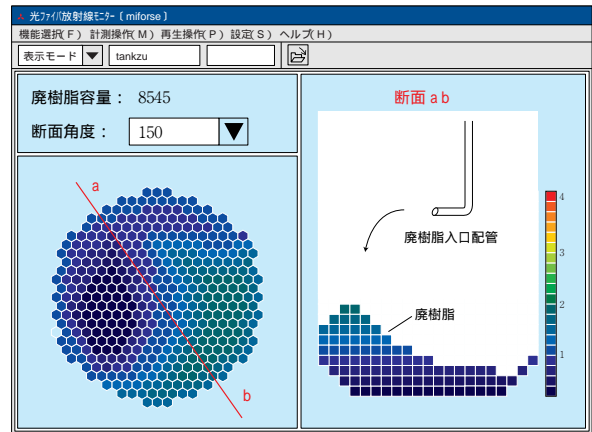 光ファイバ放射線モニター〔miforse〕
機能選択(F) 計測操作(M) 再生操作(P) 設定(S) ヘルプ(H)
表示モード tankzu
廃樹脂容量： 8545
断面角度： 150
断面ab
a
b
廃樹脂入口配管
廃樹脂
4
3
2
1